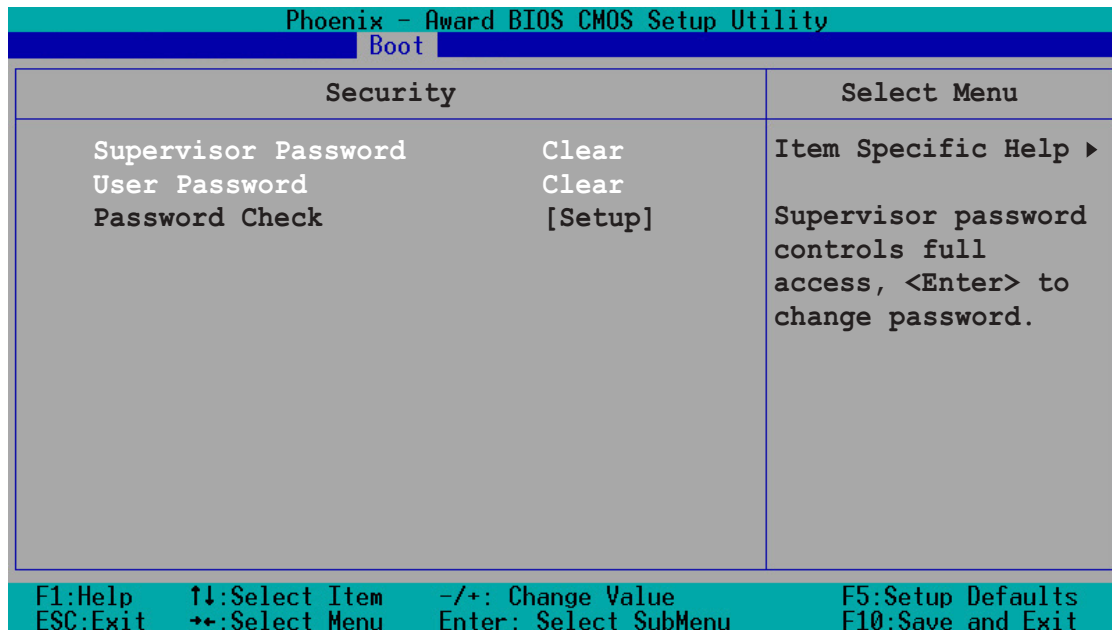 Phoenix - Award BIOS CMOS Setup Utility
Boot
Security
Select Menu
Supervisor Password Clear
User Password Clear
Password Check [Setup]
Item Specific Help ▸
Supervisor password
controls full
access, <Enter> to
change password.
F1:Help ↑↓:Select Item -/+: Change Value F5:Setup Defaults
ESC:Exit →←:Select Menu Enter: Select SubMenu F10:Save and Exit